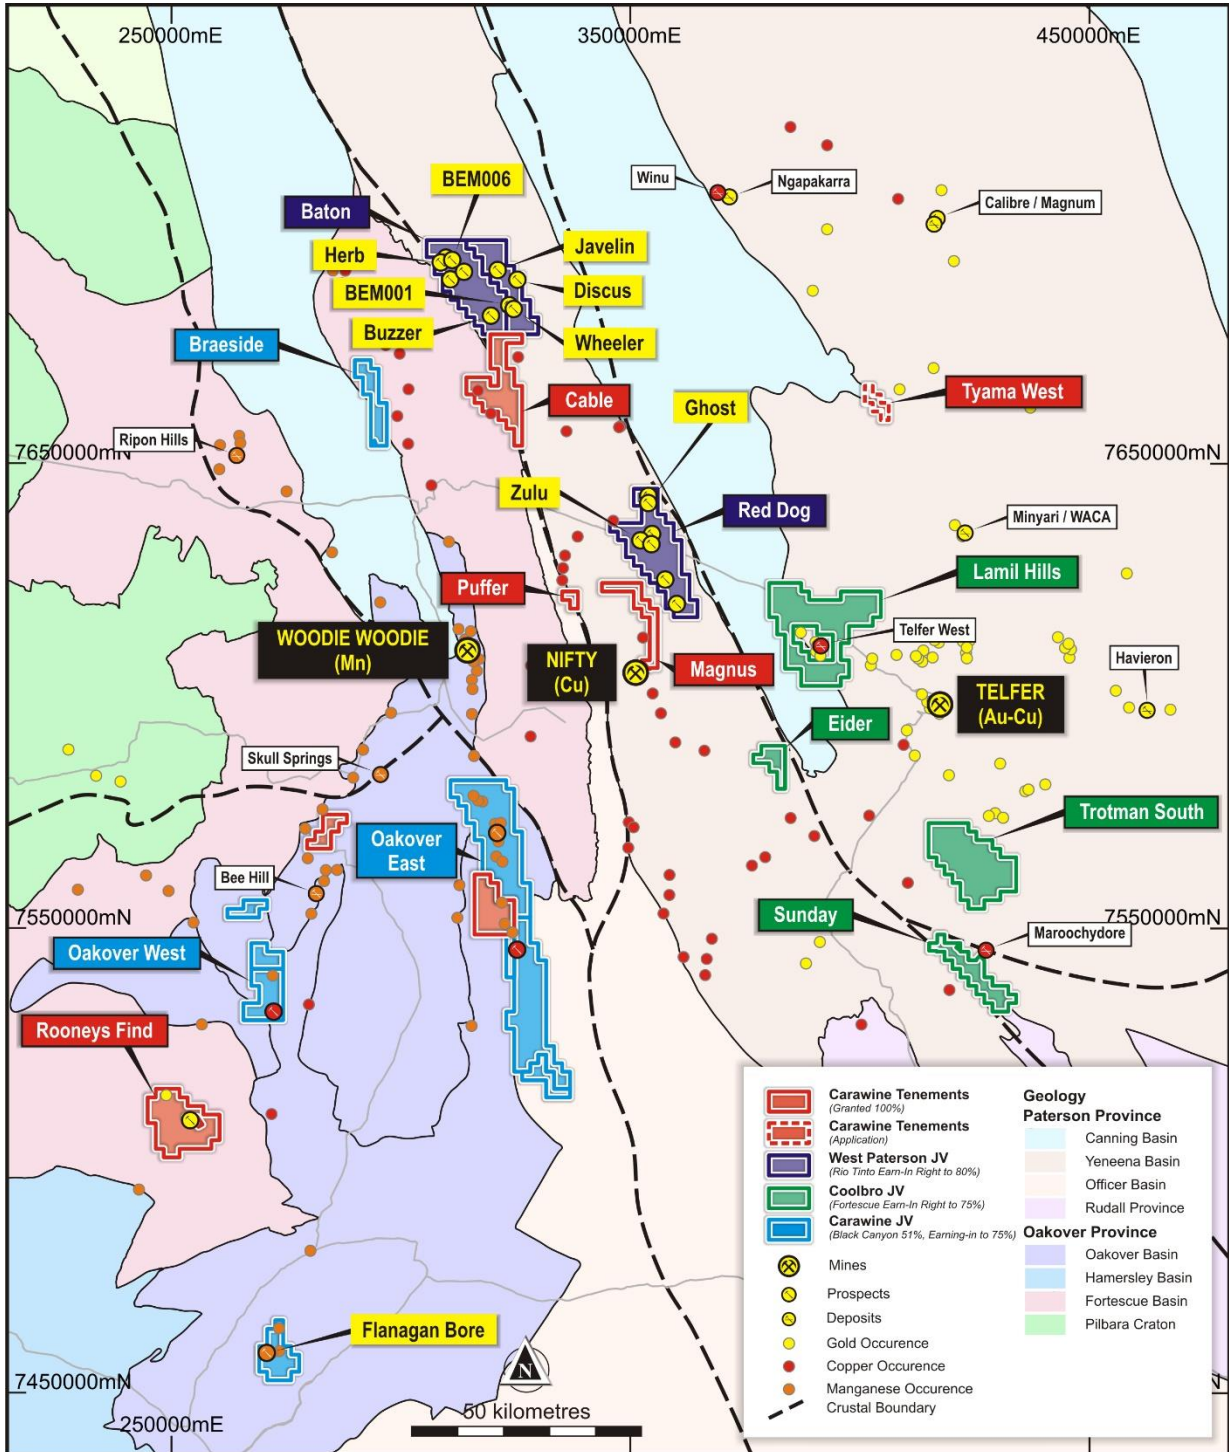 250000mE
350000mE
450000mE
BEM006
Winu
Ngapakarra
Calibre / Magnum
Baton
Herb
Javelin
BEM001
Discus
Buzzer
Wheeler
Braeside
Cable
Ghost
Tyama West
Ripon Hills
7650000mN
7650000mN
Zulu
Red Dog
Minyari / WACA
Lamil Hills
Puffer
WOODIE WOODIE
(Mn)
NIFTY
(Cu)
Magnus
Telfer West
Havieron
TELFER
(Au-Cu)
Eider
Skull Springs
Oakover
East
Trotman South
Bee Hill
7550000mN
7550000mN
Sunday
Maroochydore
Oakover West
Rooneys Find
Flanagan Bore
7450000mN
N
250000mE
50 kilometres
N
Carawine Tenements
(Granted 100%)
Carawine Tenements
(Application)
West Paterson JV
(Rio Tinto Earn-In Right to 80%)
Coolbro JV
(Fortescue Earn-In Right to 75%)
Carawine JV
(Black Canyon 51%, Earning-in to 75%)
Mines
Prospects
Deposits
Gold Occurence
Copper Occurence
Manganese Occurence
Crustal Boundary
Geology
Paterson Province
Canning Basin
Yeneena Basin
Officer Basin
Rudall Province
Oakover Province
Oakover Basin
Hamersley Basin
Fortescue Basin
Pilbara Craton